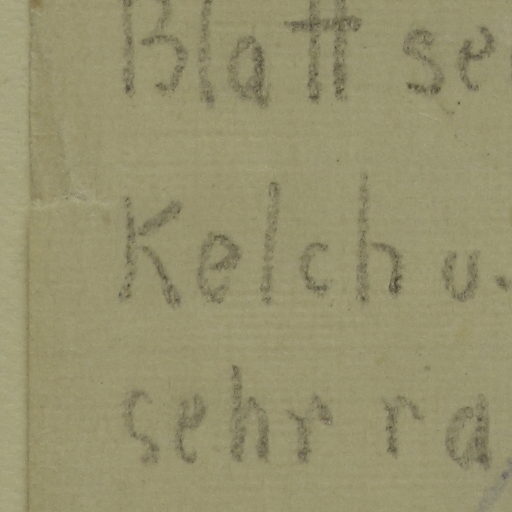 Blatt se
Kelch u.
sehr ra